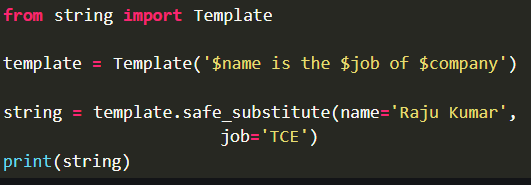 from string import Template
template = Template('$name is the $job of $company')
string = template.safe_substitute(name='Raju Kumar',
job='TCE')
print(string)